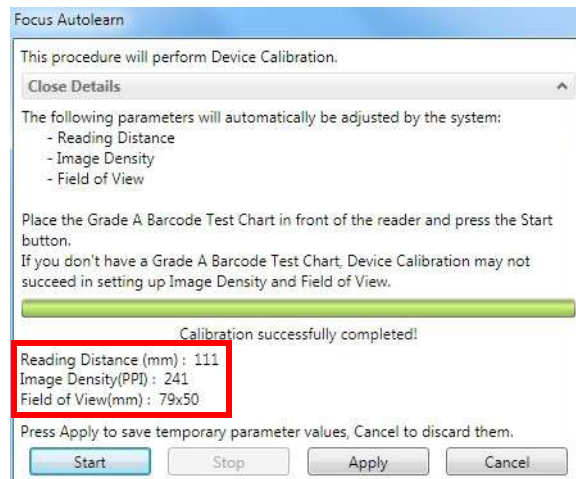 Focus Autolearn
This procedure will perform Device Calibration.
Close Details
The following parameters will automatically be adjusted by the system:
- Reading Distance
- Image Density
- Field of View
Place the Grade A Barcode Test Chart in front of the reader and press the Start
button.
If you don't have a Grade A Barcode Test Chart, Device Calibration may not
succeed in setting up Image Density and Field of View.
Calibration successfully completed!
Reading Distance (mm) : 111
Image Density(PPI) : 241
Field of View(mm) : 79x50
Press Apply to save temporary parameter values, Cancel to discard them.
Start Stop Apply Cancel